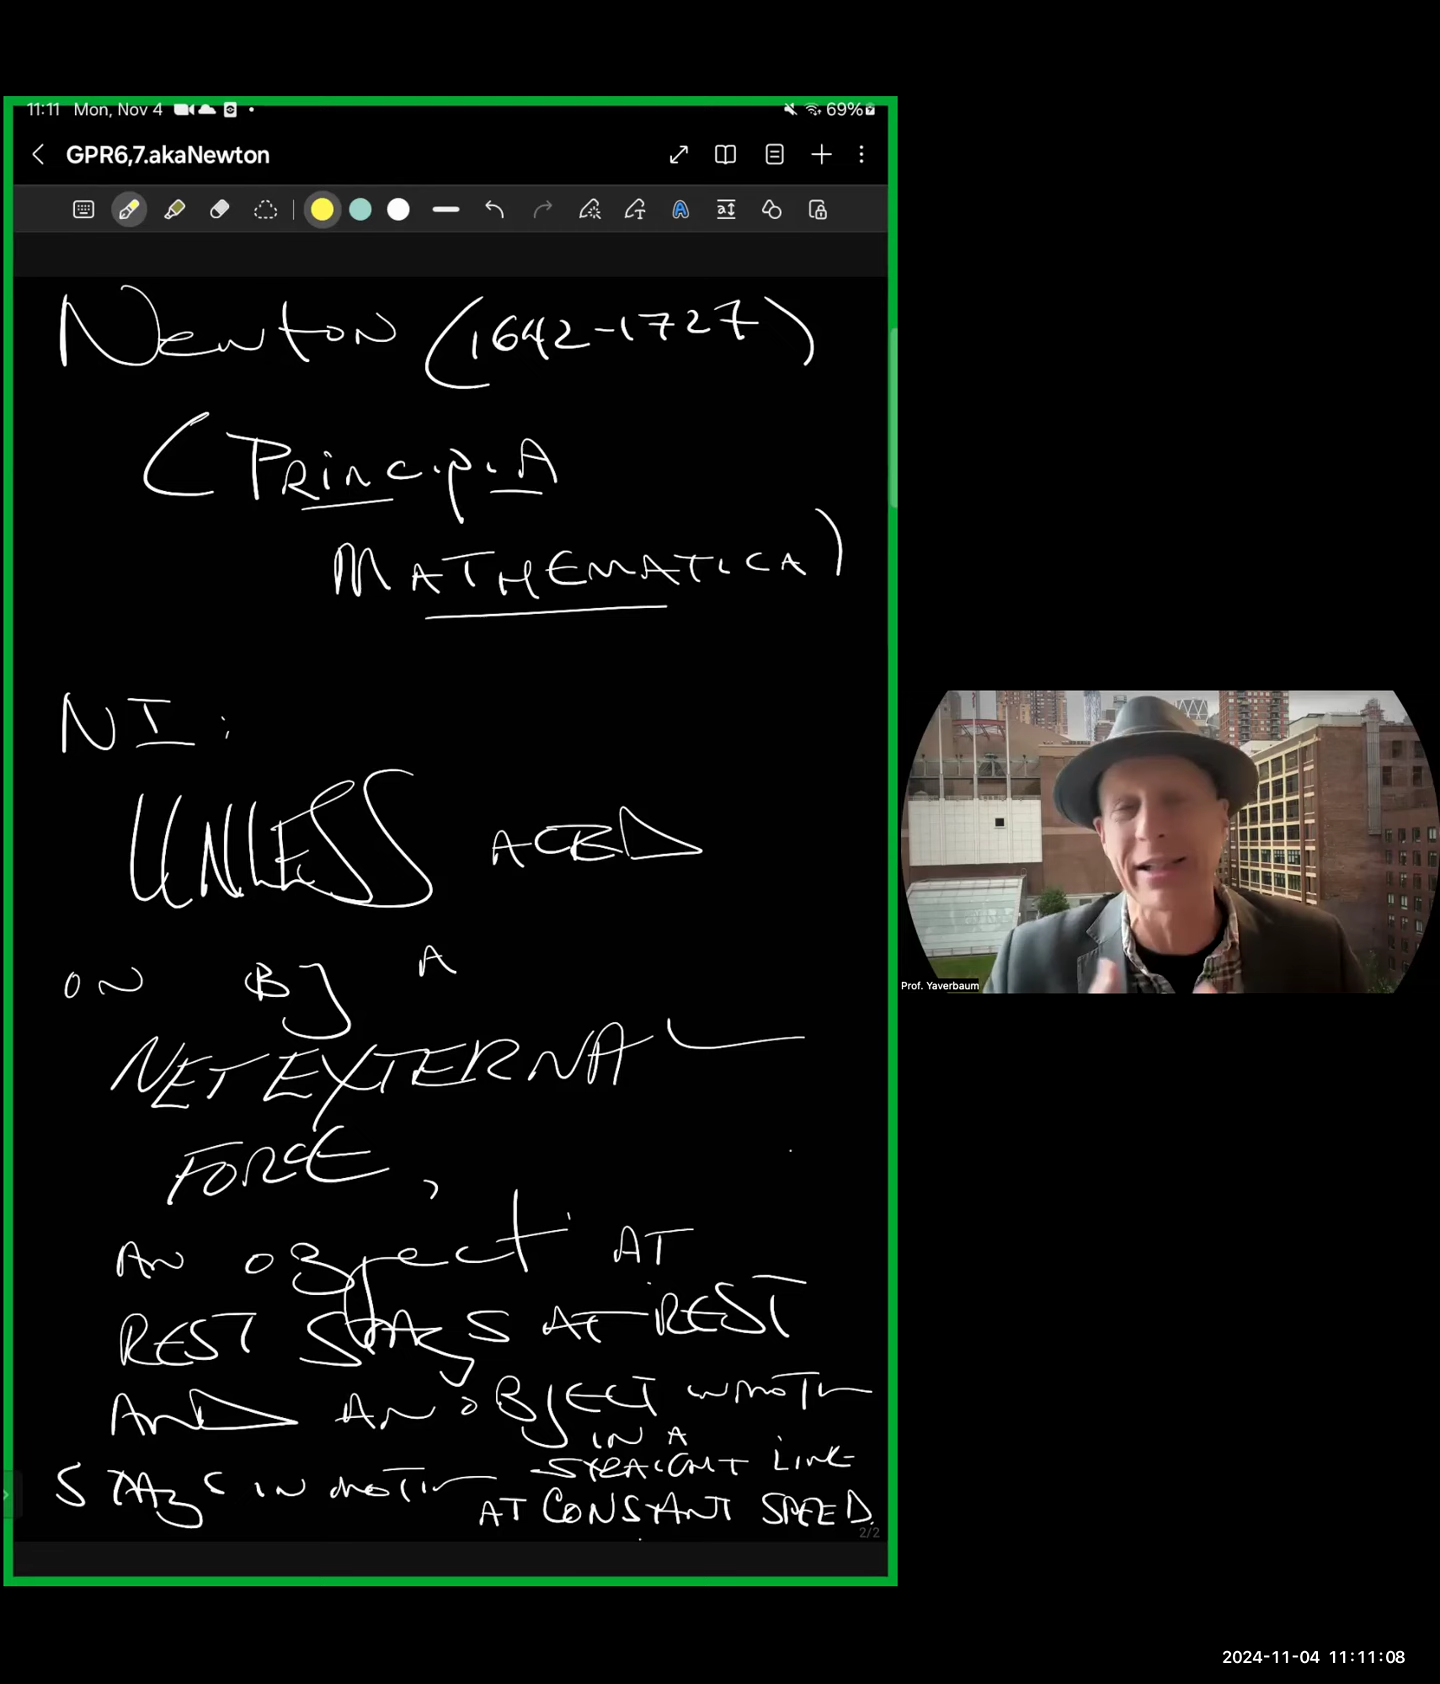 11:11 Mon, Nov 4 69%
GPR6,7.akaNewton
Newton (1642-1727)
(PRincipiA
MATHEMATICA)
NI:
UNLESS ACTED
ON By A
NET EXTERNAL
FORCE,
AN object AT
REST STAYS AT REST
AND AN OBJECT IN MOTION
STAYS IN MOTION IN A
STRAIGHT LINE
AT CONSTANT SPEED.
2/2
Prof. Yaverbaum
2024-11-04 11:11:08